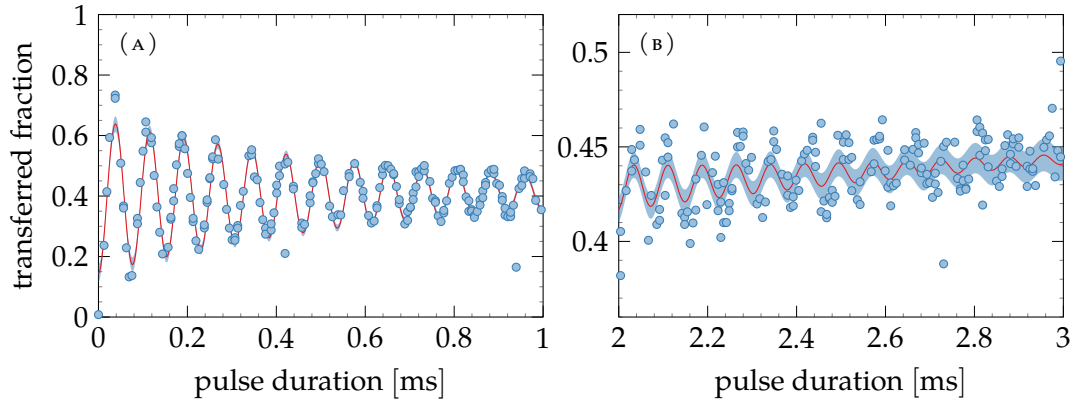 (A)
(B)
transferred fraction
1
0.8
0.6
0.4
0.2
0
0.5
0.45
0.4
0 0.2 0.4 0.6 0.8 1
2 2.2 2.4 2.6 2.8 3
pulse duration [ms]
pulse duration [ms]